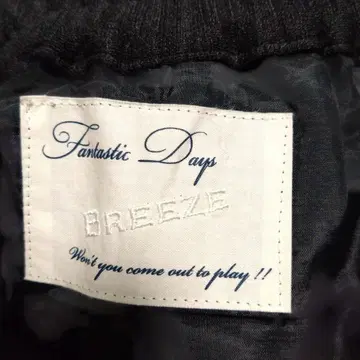 Fantastic Days
BREEZE
Won't you come out to play !!